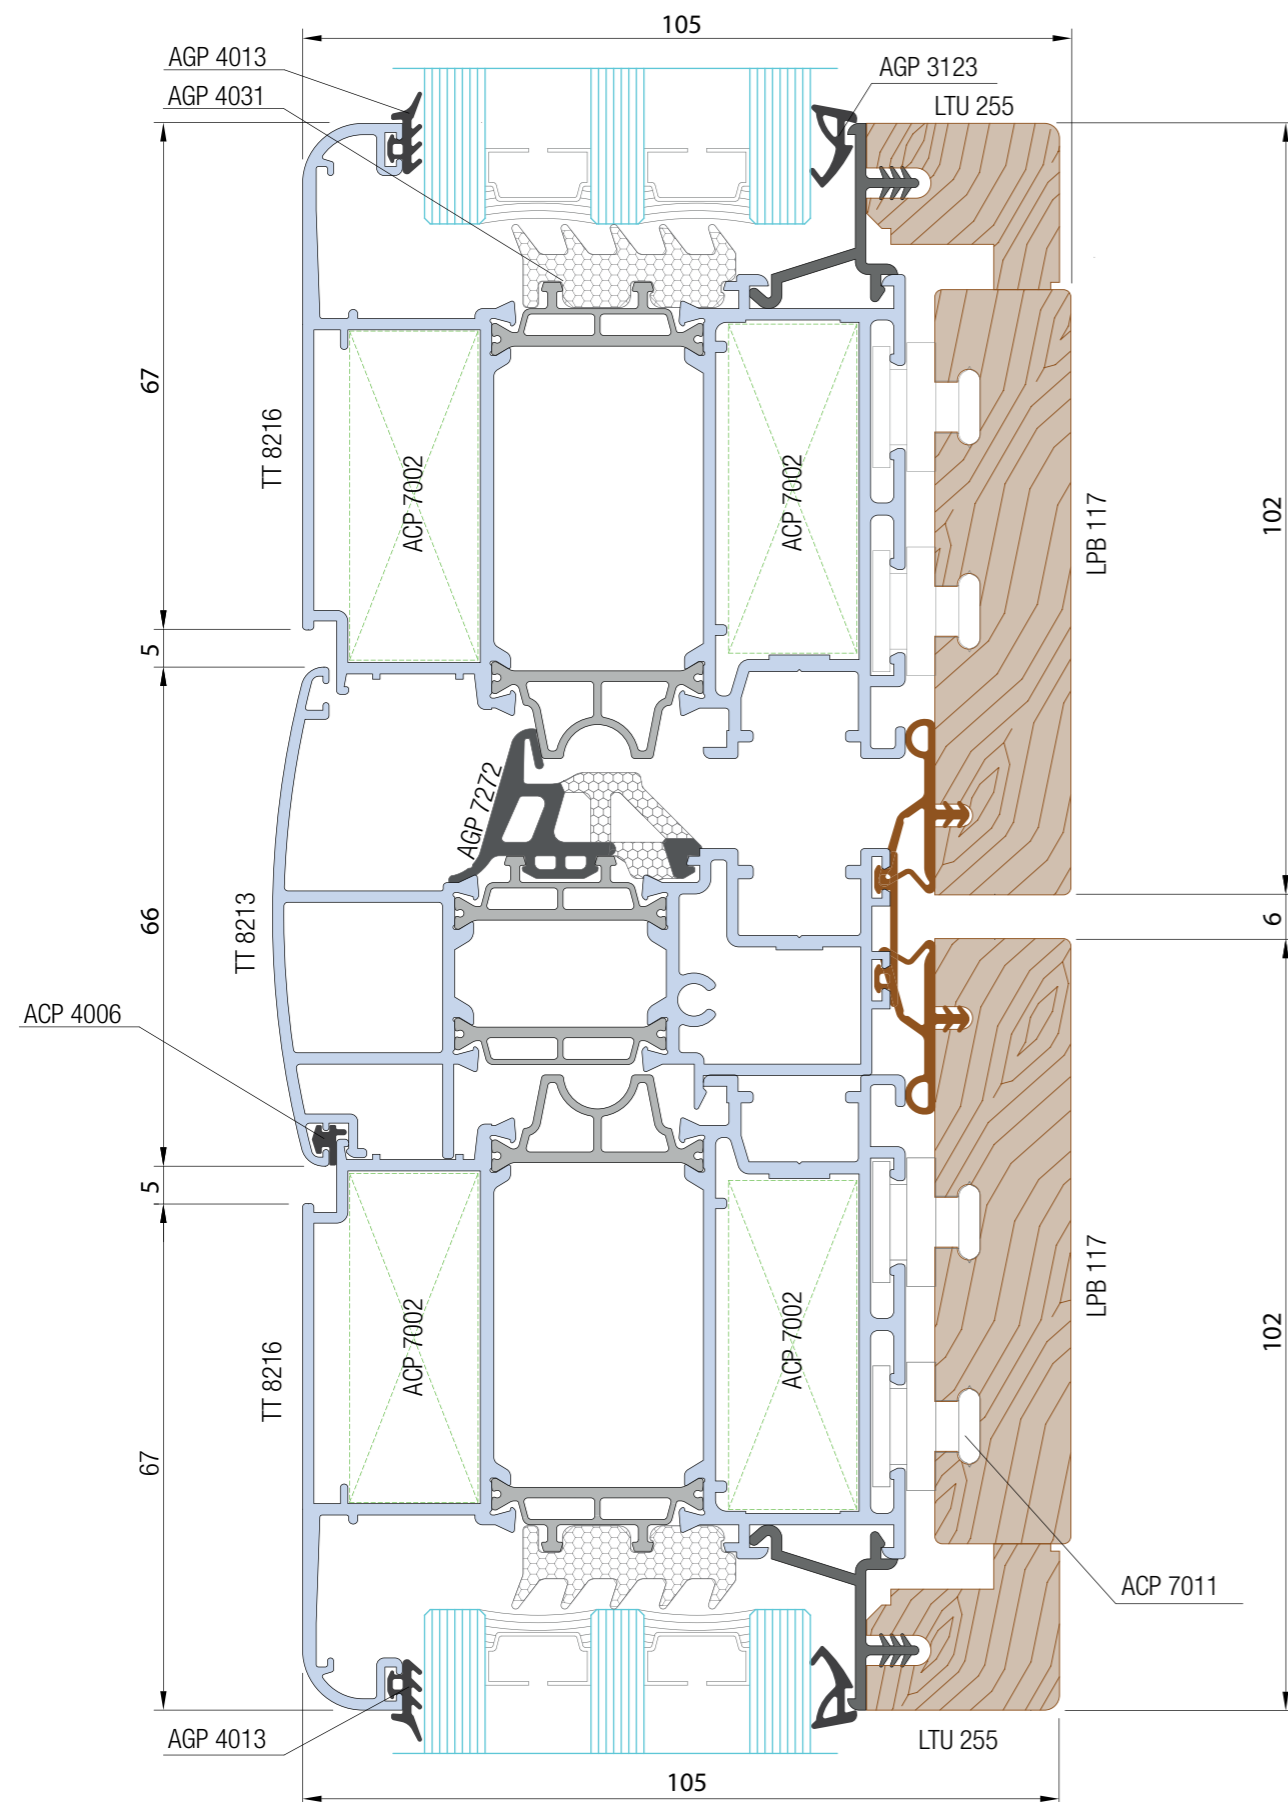 105
AGP 4013
AGP 3123
AGP 4031
LTU 255
67
TT 8216
ACP 7002
ACP 7002
LPB 117
102
5
AGP 7272
66
TT 8213
6
ACP 4006
5
TT 8216
ACP 7002
ACP 7002
LPB 117
102
67
ACP 7011
AGP 4013
LTU 255
105